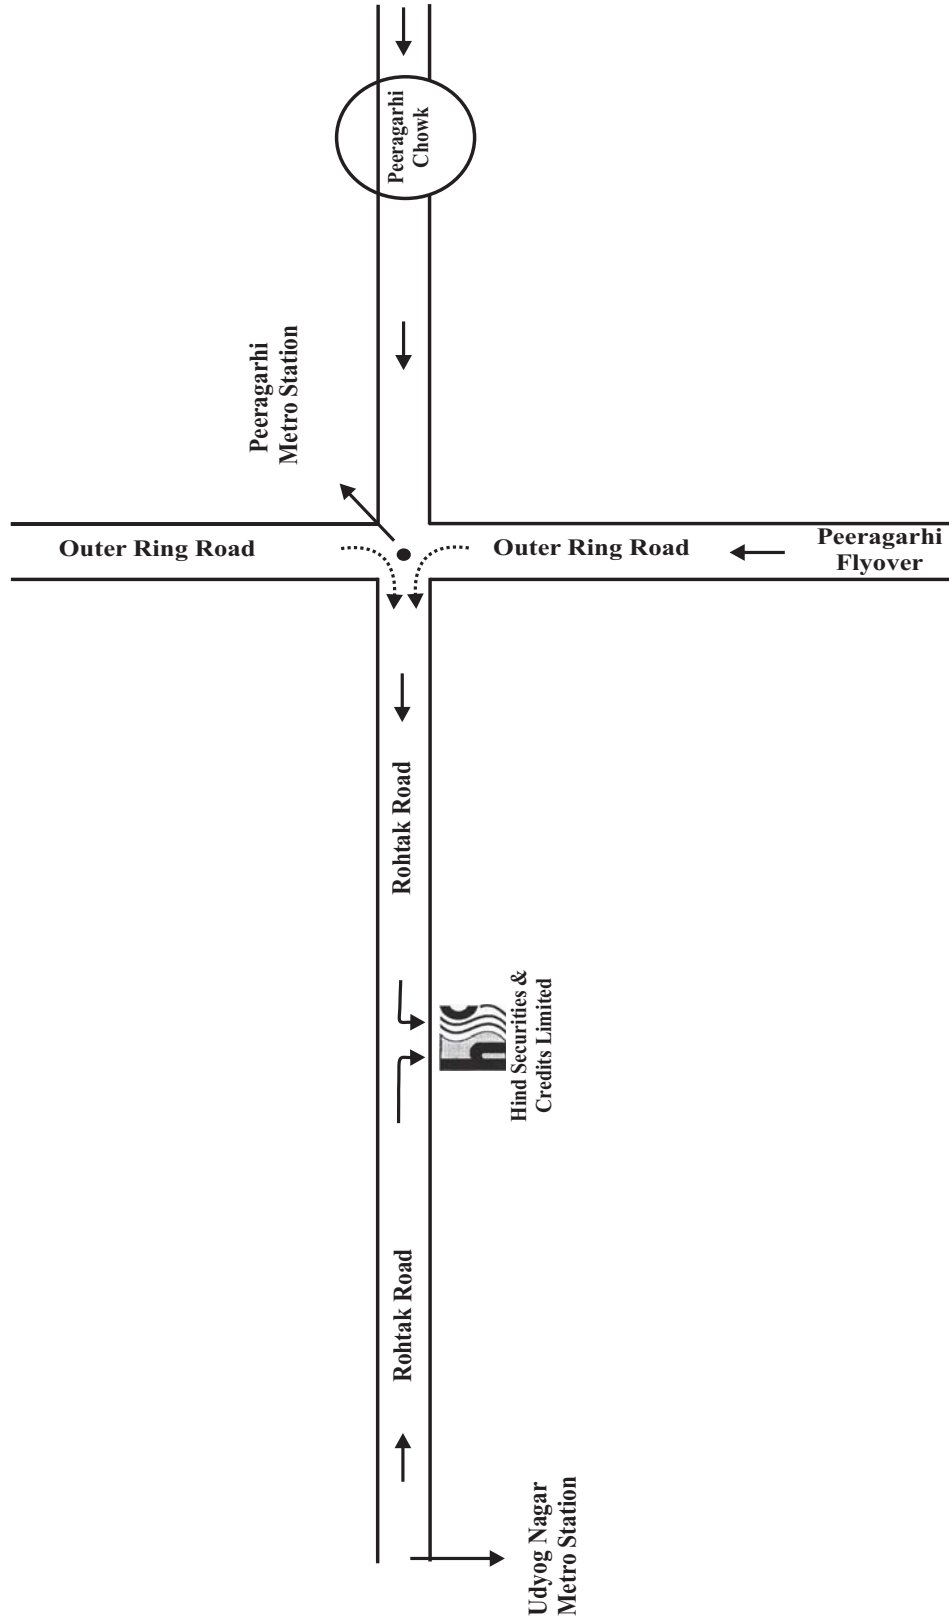 Peeragarhi
Chowk
Peeragarhi
Metro Station
Outer Ring Road
Outer Ring Road
Peeragarhi
Flyover
Rohtak Road
hc
Hind Securities &
Credits Limited
Rohtak Road
Udyog Nagar
Metro Station